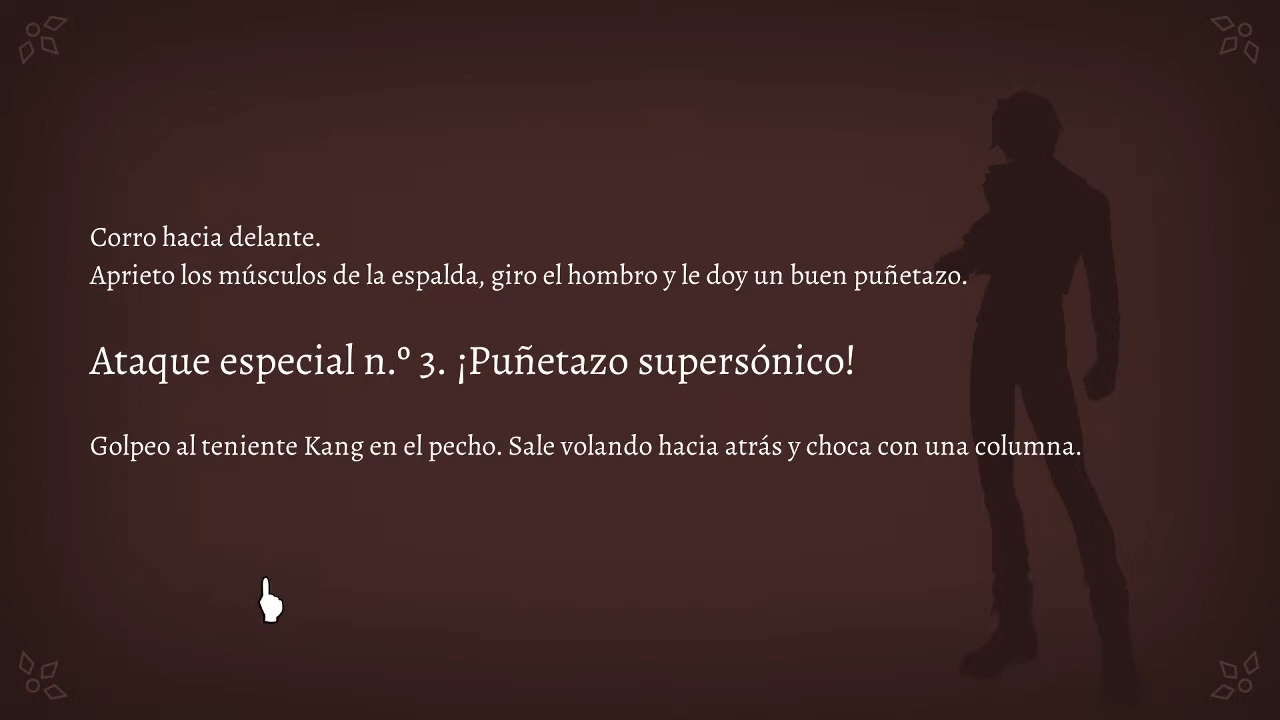 Corro hacia delante.
Aprieto los músculos de la espalda, giro el hombro y le doy un buen puñetazo.
Ataque especial n.º 3. ¡Puñetazo supersónico!
Golpeo al teniente Kang en el pecho. Sale volando hacia atrás y choca con una columna.